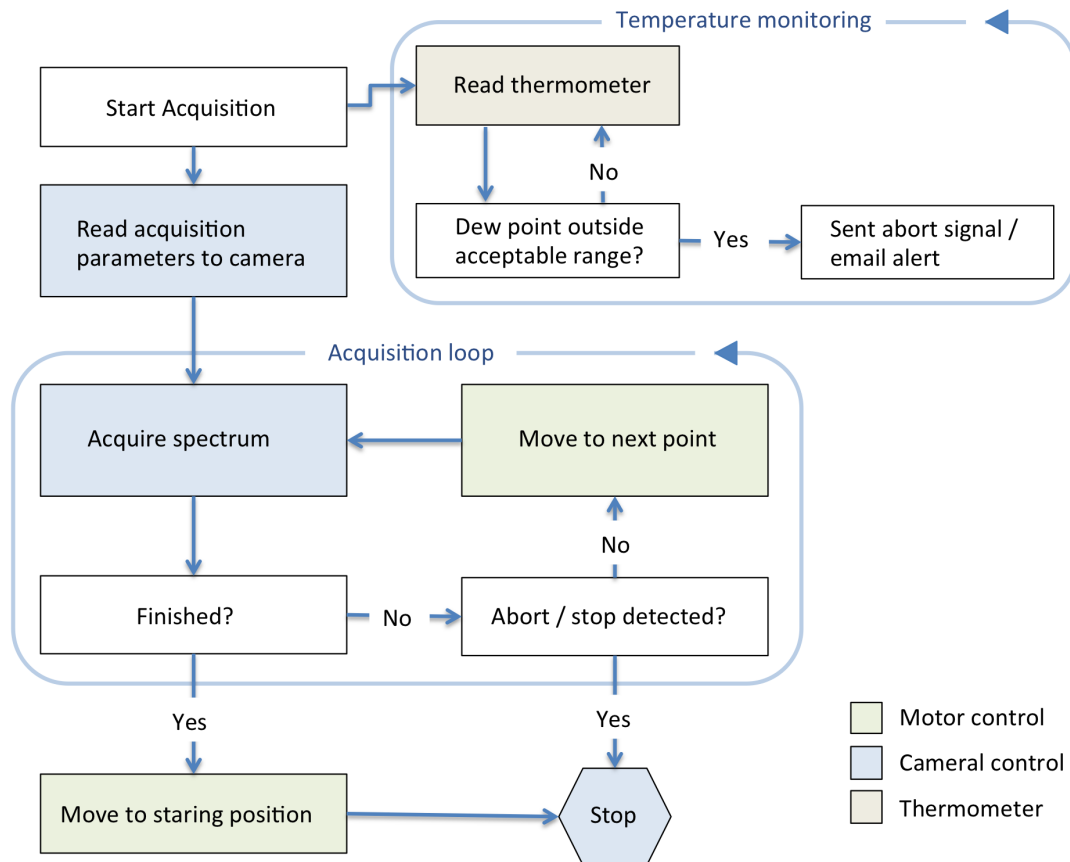 Temperature monitoring
Start Acquisition
Read thermometer
No
Read acquisition
parameters to camera
Dew point outside
acceptable range?
Yes
Sent abort signal /
email alert
Acquisition loop
Acquire spectrum
Move to next point
No
Finished?
No
Abort / stop detected?
Yes
Yes
Move to staring position
Stop
Motor control
Cameral control
Thermometer